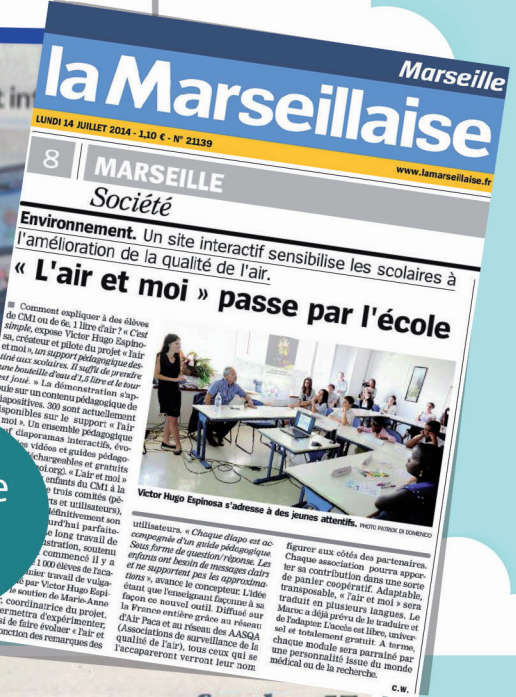 Marseille
la Marseillaise
LUNDI 14 JUILLET 2014 - 1,10 € - N° 21139
www.lamarseillaise.fr
8 MARSEILLE
Société
Environnement. Un site interactif sensibilise les scolaires à
l'amélioration de la qualité de l'air.
« L'air et moi » passe par l'école
Comment expliquer à des élèves
de CM1 ou de 6e, 1 litre d'air ? « C'est
simple, expose Victor Hugo Espino-
sa, créateur et pilote du projet « l'air
et moi », un support pédagogique des-
tiné aux scolaires. Il suffit de prendre
une bouteille d'eau d'1,5 litre et le tour
est joué. » La démonstration s'ap-
puie sur un contenu pédagogique de
diapositives. 300 sont actuellement
disponibles sur le support « l'air
moi ». Un ensemble pédagogique
diaporamas interactifs, évo-
vidéos et guides pédago-
téléchargeables et gratuits
« L'air et moi »
enfants du CM1 à la
trois comités (pé-
et utilisateurs),
définitivement son
parfaite-
long travail de
soutenu
commencé il y a
1 000 élèves de l'aca-
travail de vulga-
par Victor Hugo Espi-
le soutien de Marie-Anne
coordinatrice du projet.
permettra d'expérimenter,
si de faire évoluer « l'air et
fonction des remarques des
Victor Hugo Espinosa s'adresse à des jeunes attentifs. PHOTO PATRICK DI DOMENICO
utilisateurs. « Chaque diapo est ac-
compagnée d'un guide pédagogique.
Sous forme de question/réponse. Les
enfants ont besoin de messages clairs
et ne supportent pas les approxima-
tions », avance le concepteur. L'idée
étant que l'enseignant façonne à sa
façon ce nouvel outil. Diffusé sur
la France entière grâce au réseau
d'Air Paca et au réseau des AASQA
(Associations de surveillance de la
qualité de l'air), tous ceux qui se
l'accapareront verront leur nom
figurer aux côtés des partenaires.
Chaque association pourra appor-
ter sa contribution dans une sorte
de panier coopératif. Adaptable,
transposable, « l'air et moi » sera
traduit en plusieurs langues. Le
Maroc a déjà prévu de le traduire et
de l'adapter. L'accès est libre, univer-
sel et totalement gratuit. A terme,
chaque module sera parrainé par
une personnalité issue du monde
médical ou de la recherche.
C.W.